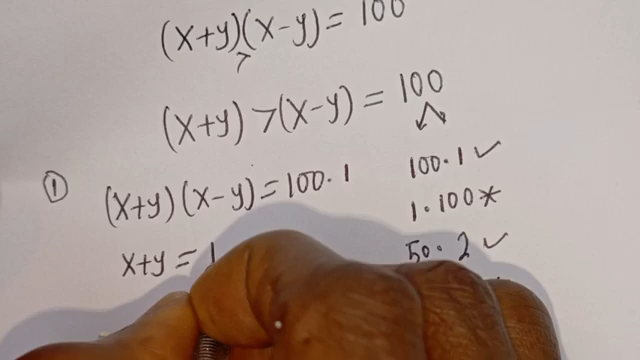 (x+y)(x-y) = 100
>
(x+y) >(x-y) = 100
① (x+y)(x-y) = 100.1
100.1 ✓
1.100 *
x+y = 1
50.2 ✓